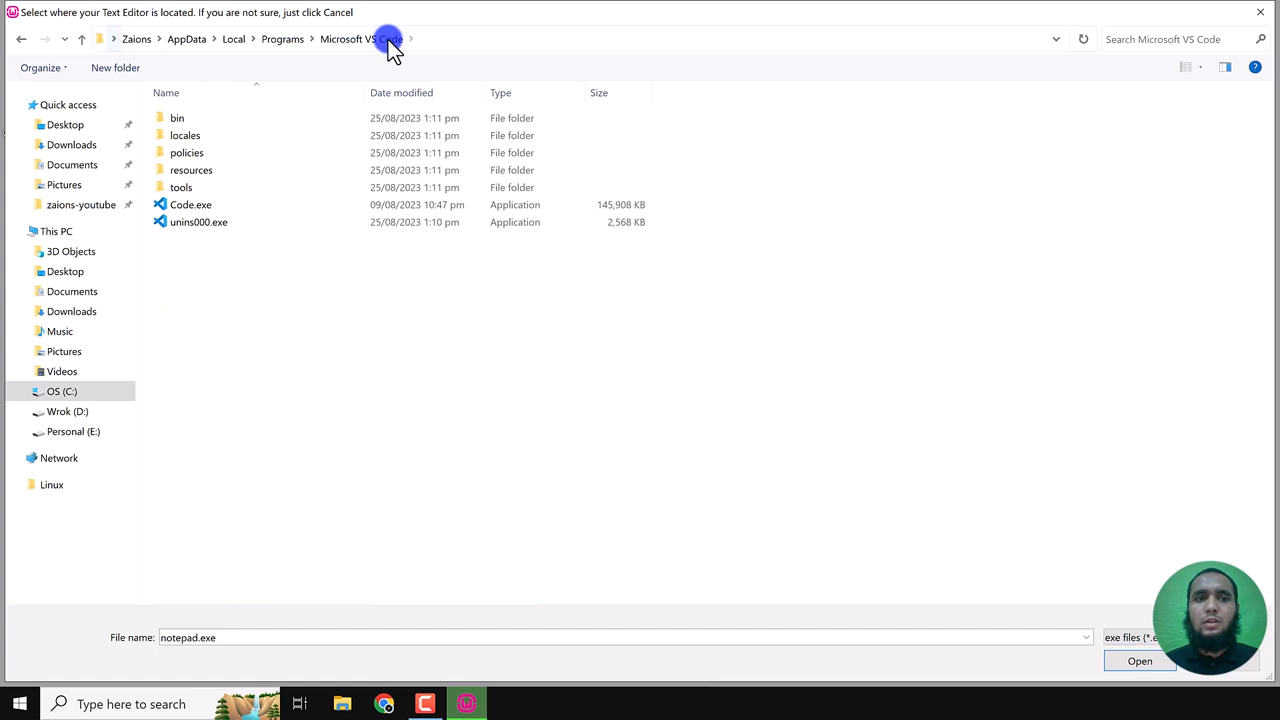 Select where your Text Editor is located. If you are not sure, just click Cancel
Zaions > AppData > Local > Programs > Microsoft VS Code >
Search Microsoft VS Code
Organize
New folder
Name Date modified Type Size
bin 25/08/2023 1:11 pm File folder
locales 25/08/2023 1:11 pm File folder
policies 25/08/2023 1:11 pm File folder
resources 25/08/2023 1:11 pm File folder
tools 25/08/2023 1:11 pm File folder
Code.exe 09/08/2023 10:47 pm Application 145,908 KB
unins000.exe 25/08/2023 1:10 pm Application 2,568 KB
Quick access
Desktop
Downloads
Documents
Pictures
zaions-youtube
This PC
3D Objects
Desktop
Documents
Downloads
Music
Pictures
Videos
OS (C:)
Wrok (D:)
Personal (E:)
Network
Linux
File name: notepad.exe
exe files
Open
Type here to search